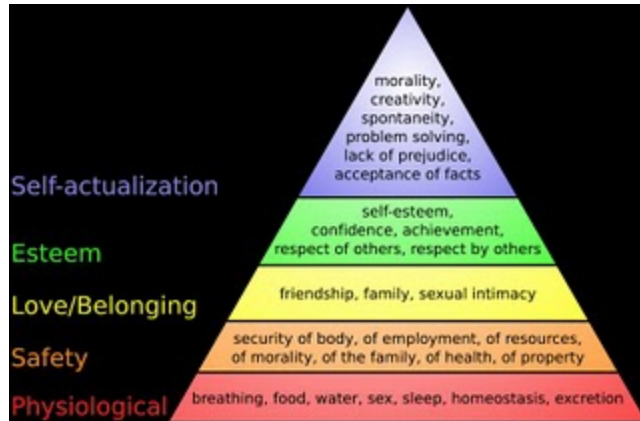 morality,
creativity,
spontaneity,
problem solving,
lack of prejudice,
acceptance of facts
Self-actualization
self-esteem,
confidence, achievement,
respect of others, respect by others
Esteem
friendship, family, sexual intimacy
Love/Belonging
security of body, of employment, of resources,
of morality, of the family, of health, of property
Safety
breathing, food, water, sex, sleep, homeostasis, excretion
Physiological